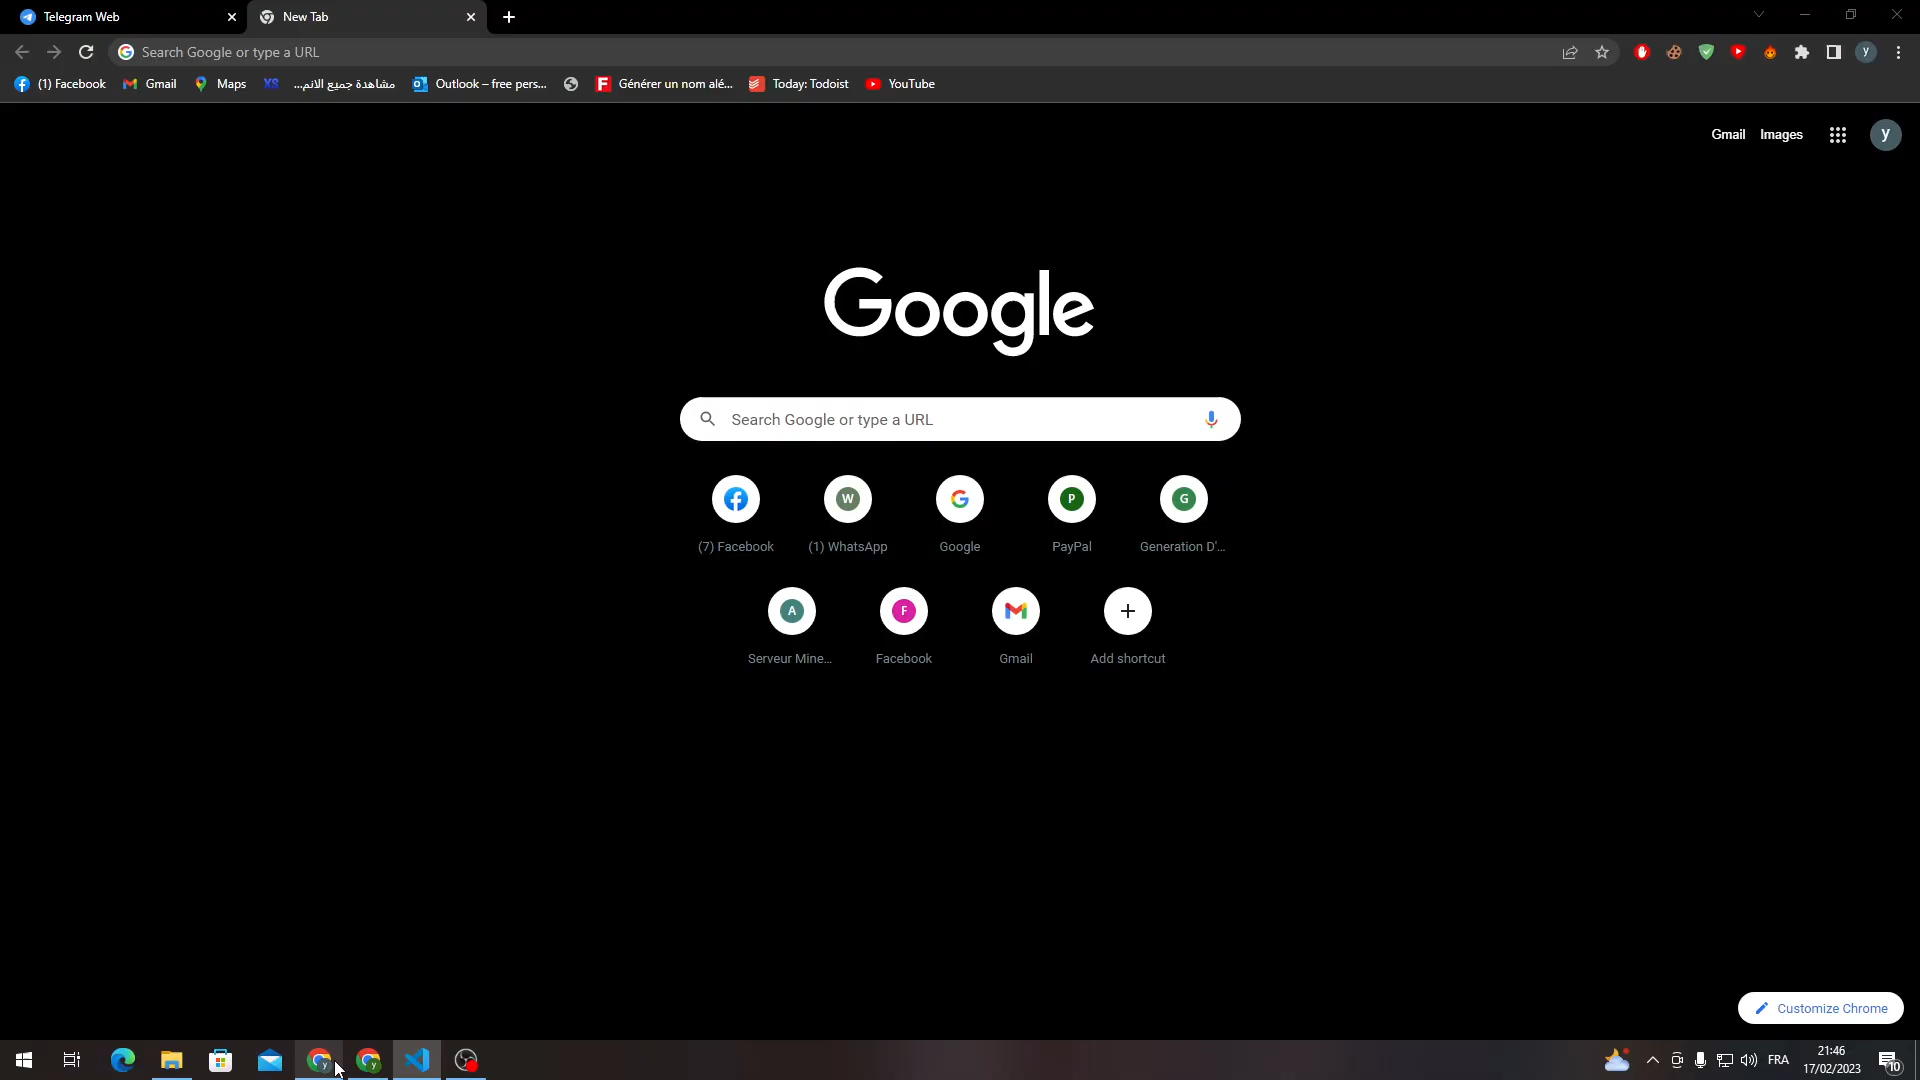 Telegram Web
New Tab
Search Google or type a URL
y
(1) Facebook
Gmail
Maps
XS
مشاهدة جميع الانم...
Outlook – free pers...
Générer un nom alé...
Today: Todoist
YouTube
Gmail
Images
y
Google
Search Google or type a URL
W
P
G
(7) Facebook
(1) WhatsApp
Google
PayPal
Generation D'...
A
F
Serveur Mine...
Facebook
Gmail
Add shortcut
Customize Chrome
y
y
FRA
21:46
17/02/2023
10